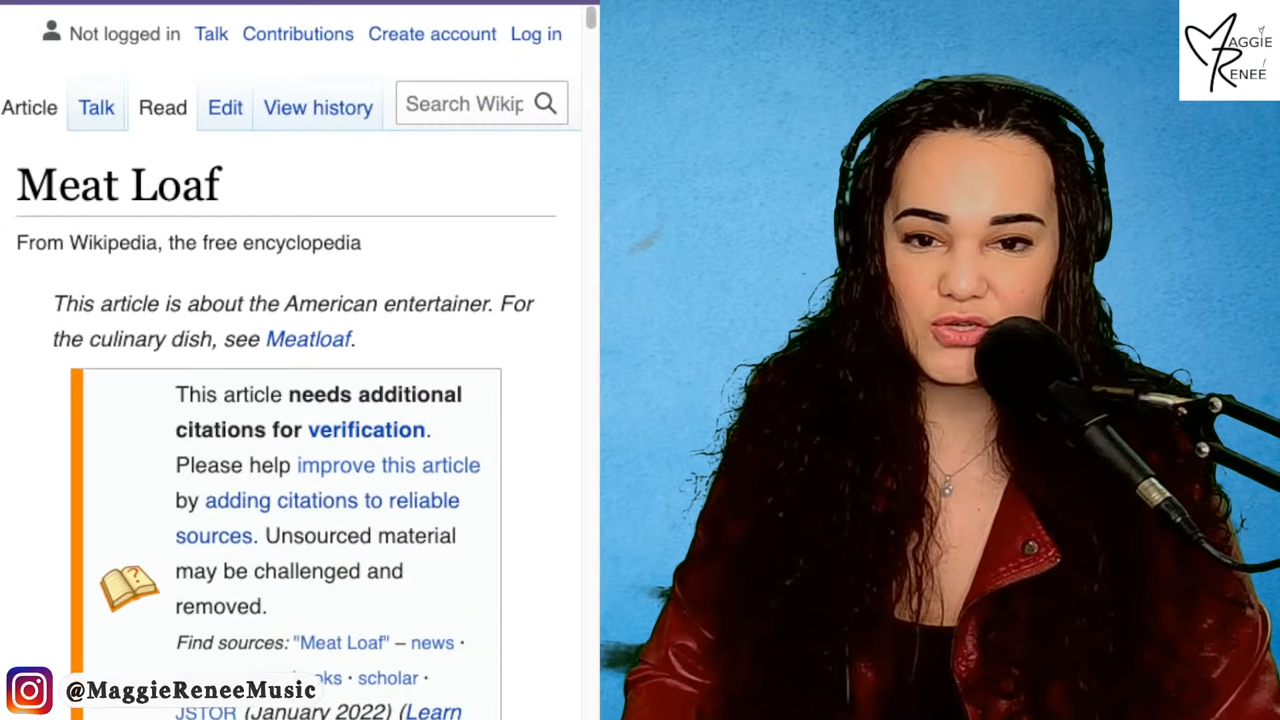 Not logged in Talk Contributions Create account Log in
Article Talk Read Edit View history Search Wikip
Meat Loaf
From Wikipedia, the free encyclopedia
This article is about the American entertainer. For
the culinary dish, see Meatloaf.
This article needs additional
citations for verification.
Please help improve this article
by adding citations to reliable
sources. Unsourced material
may be challenged and
removed.
Find sources: "Meat Loaf" – news ·
scholar ·
JSTOR (January 2022) (Learn
@MaggieReneeMusic
MAGGIE
RENEE